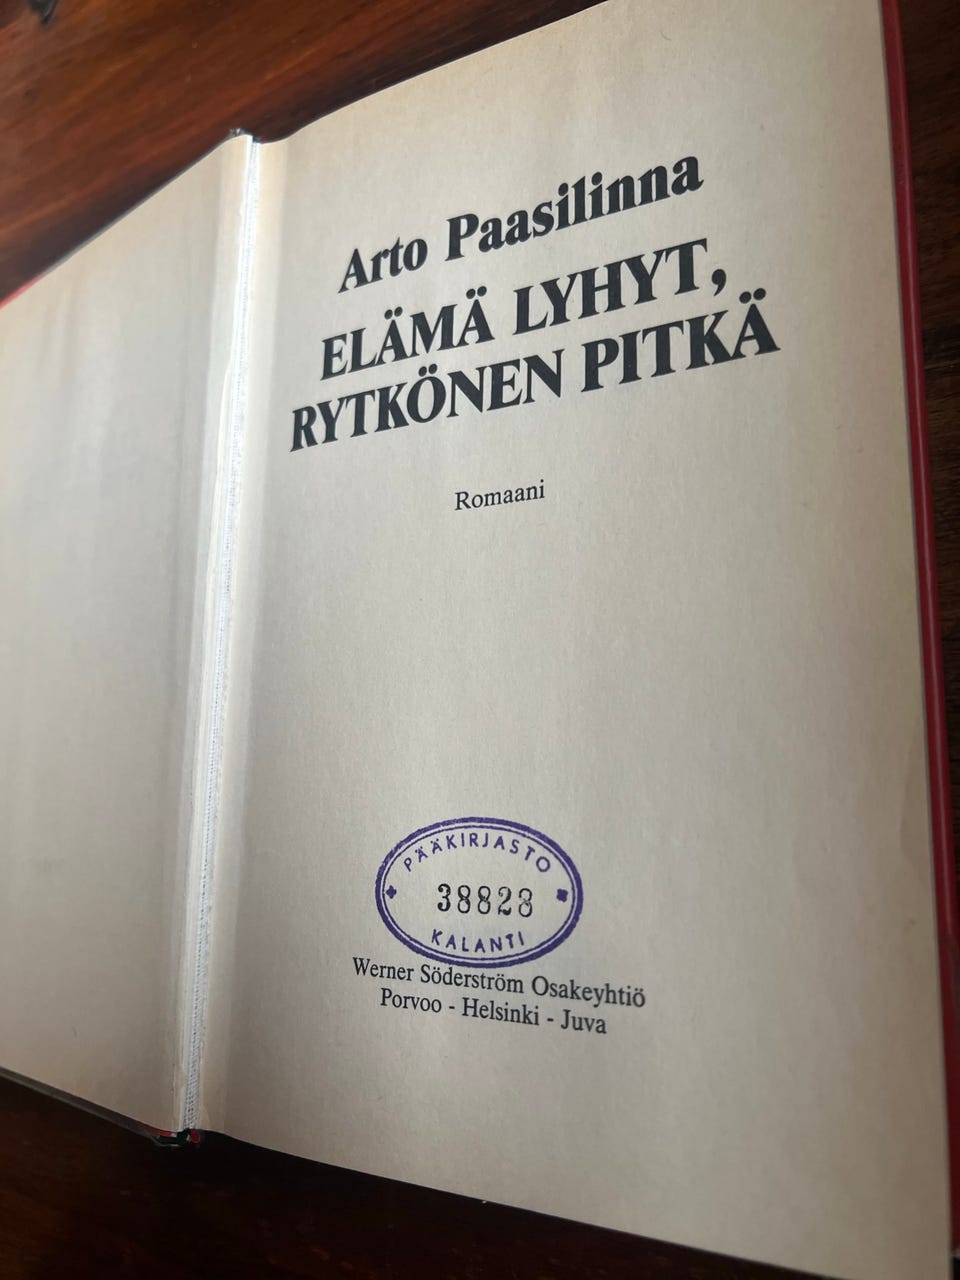 Arto Paasilinna
ELÄMÄ LYHYT,
RYTKÖNEN PITKÄ
Romaani
PÄÄKIRJASTO
38828
KALANTI
Werner Söderström Osakeyhtiö
Porvoo - Helsinki - Juva